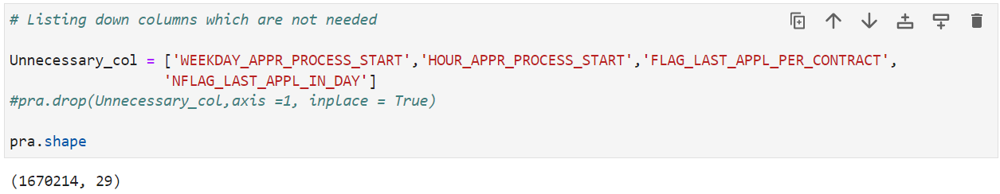 # Listing down columns which are not needed
Unnecessary_col = ['WEEKDAY_APPR_PROCESS_START','HOUR_APPR_PROCESS_START','FLAG_LAST_APPL_PER_CONTRACT',
'NFLAG_LAST_APPL_IN_DAY']
#pra.drop(Unnecessary_col,axis =1, inplace = True)
pra.shape
(1670214, 29)